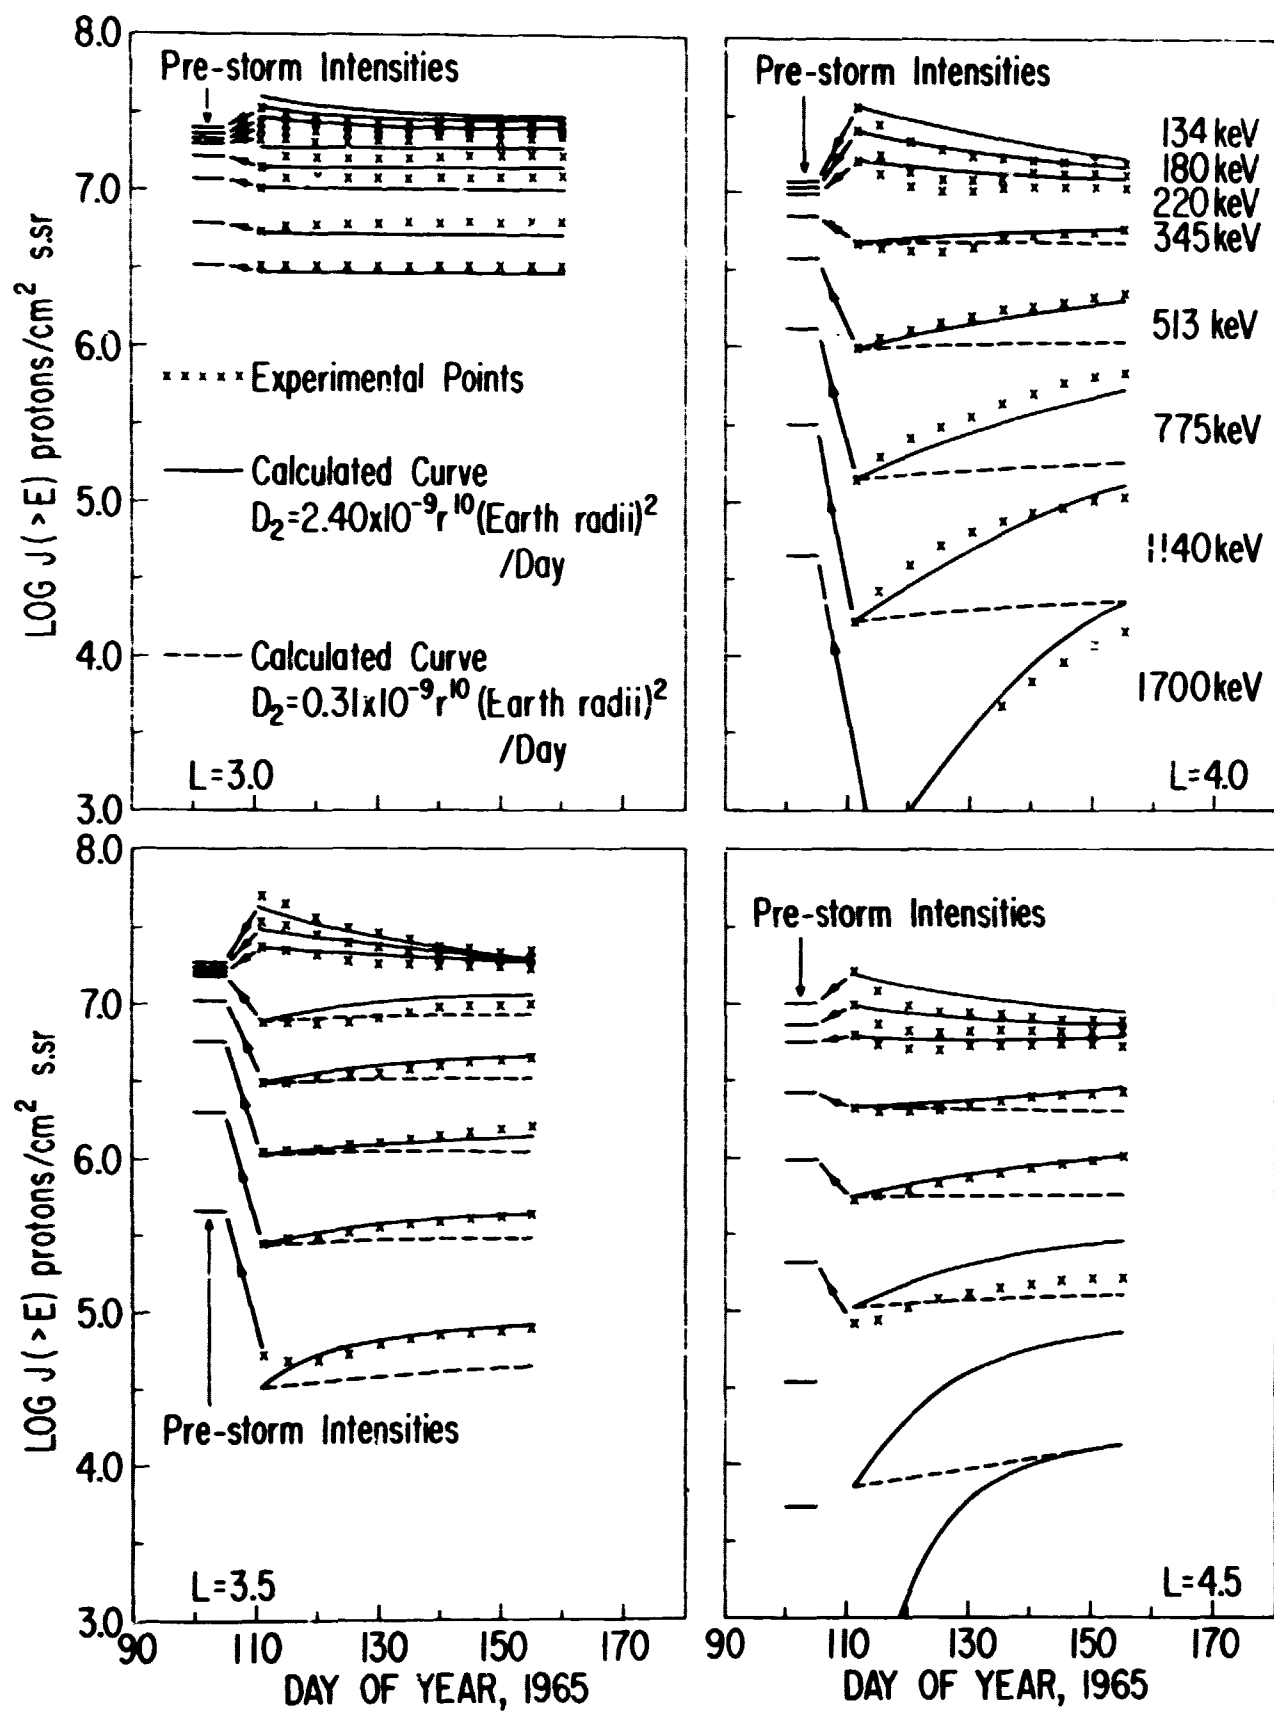 8.0
7.0
6.0
5.0
4.0
3.0
LOG J(>E) protons/cm² s.sr
Pre-storm Intensities
Experimental Points
Calculated Curve
D₂=2.40x10⁻⁹r¹⁰(Earth radii)²
/Day
Calculated Curve
D₂=0.31x10⁻⁹r¹⁰(Earth radii)²
/Day
L=3.0
Pre-storm Intensities
134 keV
180 keV
220 keV
345 keV
513 keV
775 keV
1140 keV
1700 keV
L=4.0
8.0
7.0
6.0
5.0
4.0
3.0
LOG J(>E) protons/cm² s.sr
Pre-storm Intensities
L=3.5
90 110 130 150 170
DAY OF YEAR, 1965
Pre-storm Intensities
L=4.5
90 110 130 150 170
DAY OF YEAR, 1965